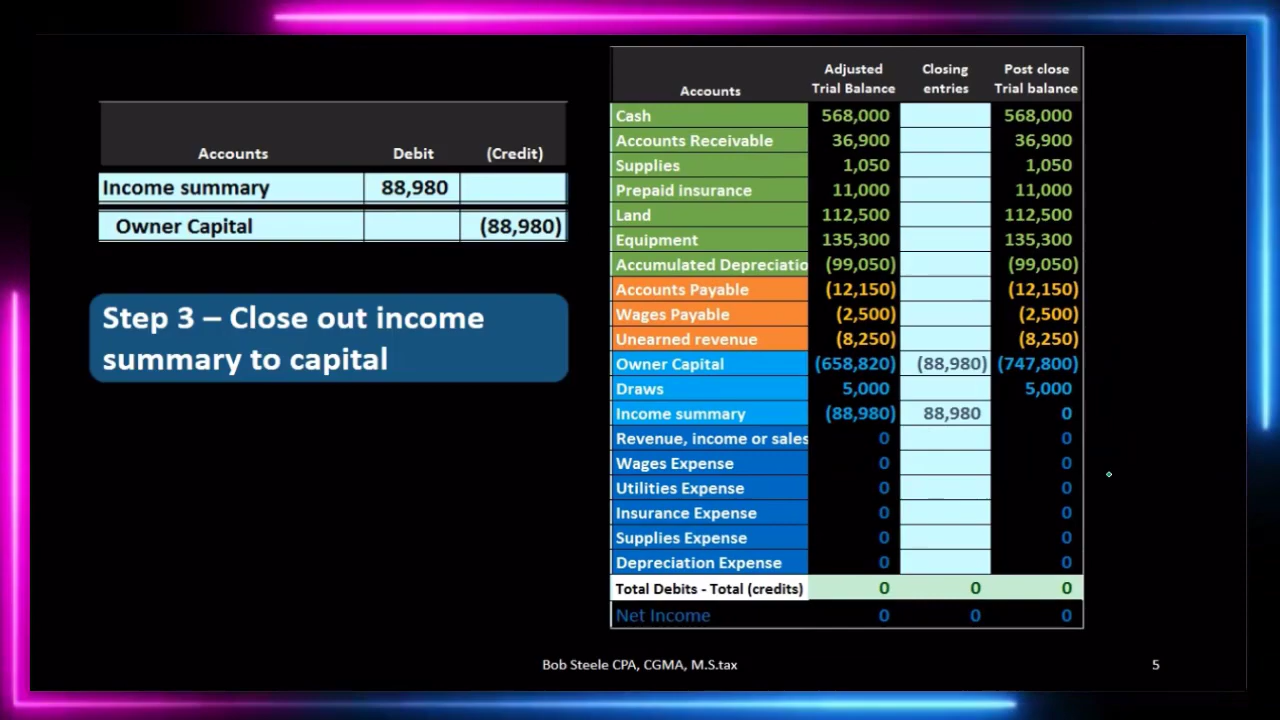 Accounts Debit (Credit)
Income summary 88,980
Owner Capital (88,980)
Step 3 – Close out income
summary to capital
Adjusted Closing Post close
Accounts Trial Balance entries Trial balance
Cash 568,000 568,000
Accounts Receivable 36,900 36,900
Supplies 1,050 1,050
Prepaid insurance 11,000 11,000
Land 112,500 112,500
Equipment 135,300 135,300
Accumulated Depreciatio (99,050) (99,050)
Accounts Payable (12,150) (12,150)
Wages Payable (2,500) (2,500)
Unearned revenue (8,250) (8,250)
Owner Capital (658,820) (88,980) (747,800)
Draws 5,000 5,000
Income summary (88,980) 88,980 0
Revenue, income or sales 0 0
Wages Expense 0 0
Utilities Expense 0 0
Insurance Expense 0 0
Supplies Expense 0 0
Depreciation Expense 0 0
Total Debits - Total (credits) 0 0 0
Net Income 0 0 0
Bob Steele CPA, CGMA, M.S.tax 5